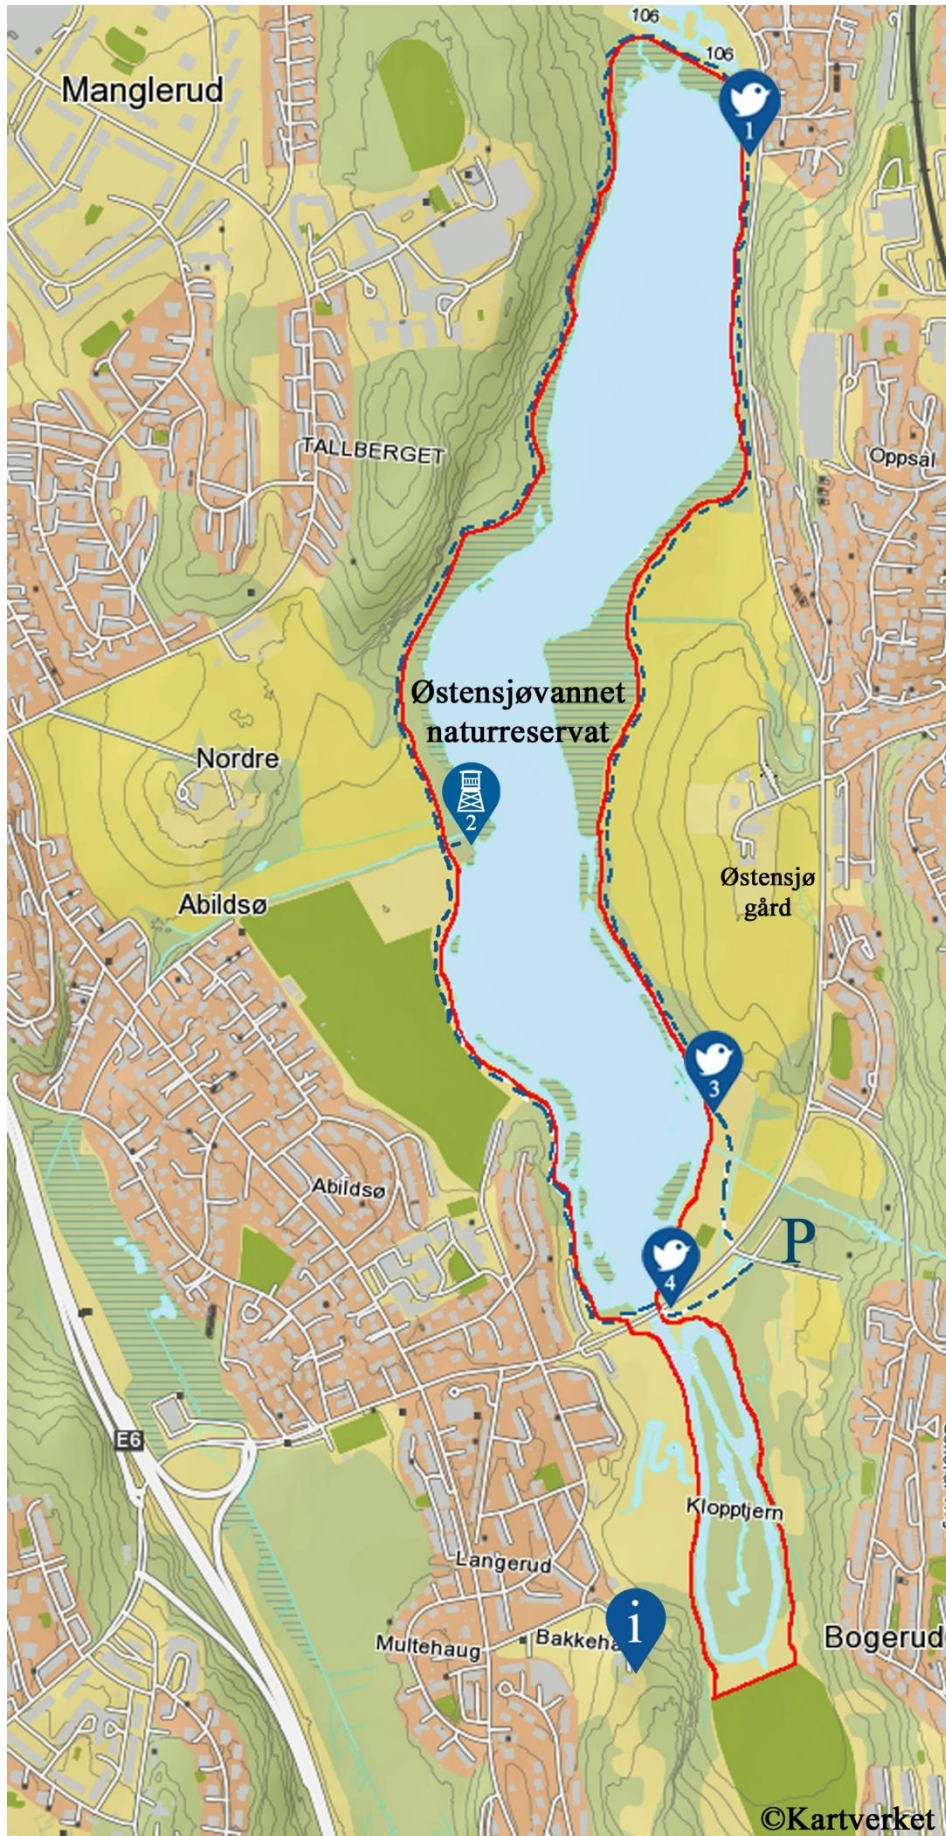 106
106
Manglerud
1
TALLBERGET
Oppsal
Østensjøvannet
naturreservat
Nordre
2
Østensjø
gård
Abildsø
3
Abildsø
P
4
E6
Klopptjern
Langerud
i
Bakkeha
Multehaug
Bogerud
©Kartverket